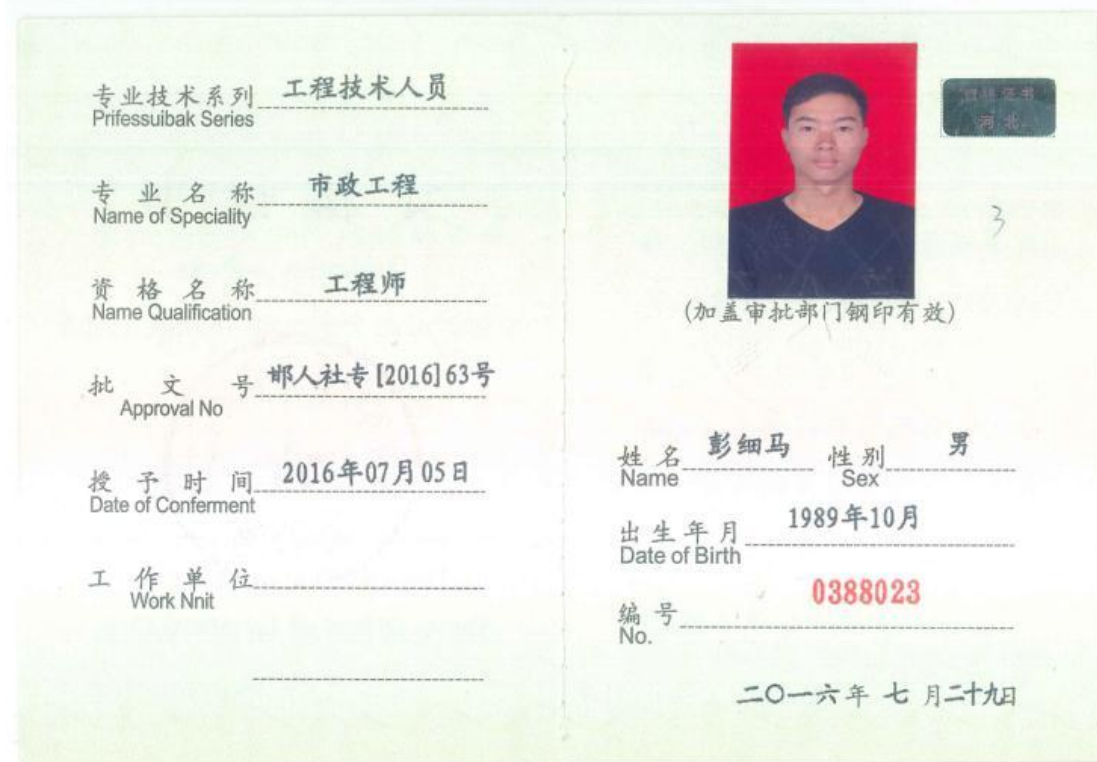 专业技术系列 工程技术人员
Prifessuibak Series
专业名称 市政工程
Name of Speciality
资格名称 工程师
Name Qualification
批文号 邯人社专[2016]63号
Approval No
授予时间 2016年07月05日
Date of Conferment
工作单位
Work Nnit
河北
3
(加盖审批部门钢印有效)
姓名 彭细马 性别 男
Name Sex
出生年月 1989年10月
Date of Birth
编号 0388023
No.
二〇一六年 七 月二十九日